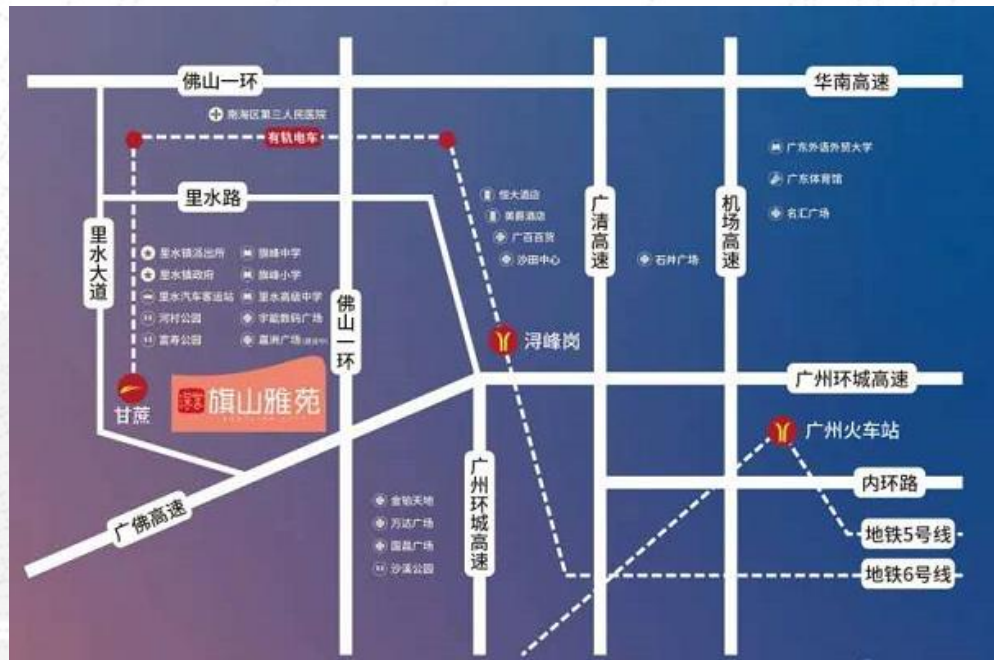 佛山一环
华南高速
南海区第三人民医院
有轨电车
广东外语外贸大学
广东体育馆
名汇广场
里水路
恒大酒店
美爵酒店
广百百货
沙田中心
广清高速
石井广场
机场高速
里水大道
里水镇派出所
旗峰中学
里水镇政府
旗峰小学
里水汽车客运站
里水高级中学
河村公园
宇能数码广场
富寿公园
嘉洲广场
佛山一环
浔峰岗
广州环城高速
甘蔗
旗山雅苑
广州火车站
内环路
广佛高速
金铂天地
万达广场
国昌广场
沙溪公园
广州环城高速
地铁5号线
地铁6号线